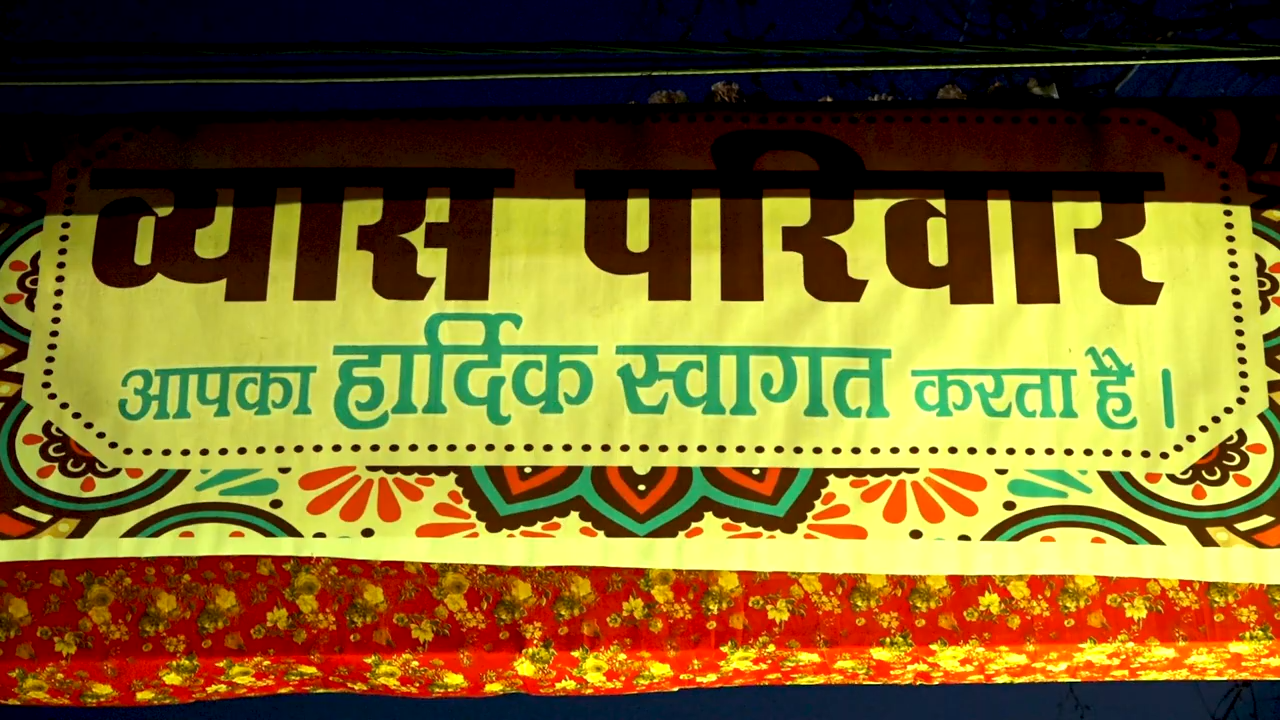 व्यास परिवार
आपका हार्दिक स्वागत करता है।